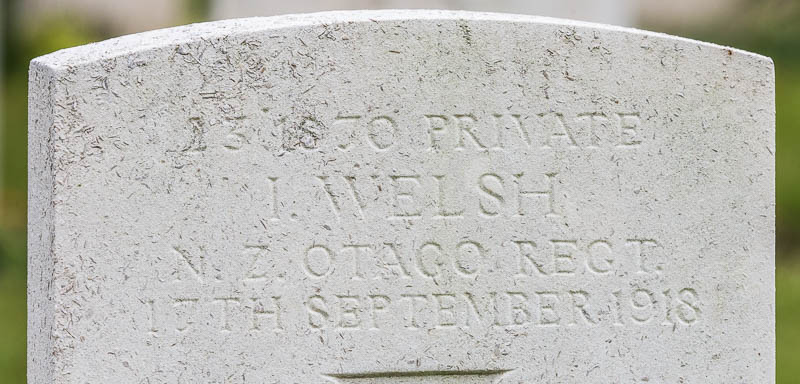 PRIVATE
I. WELSH
N. Z. OTAGO REGT.
SEPTEMBER 1918